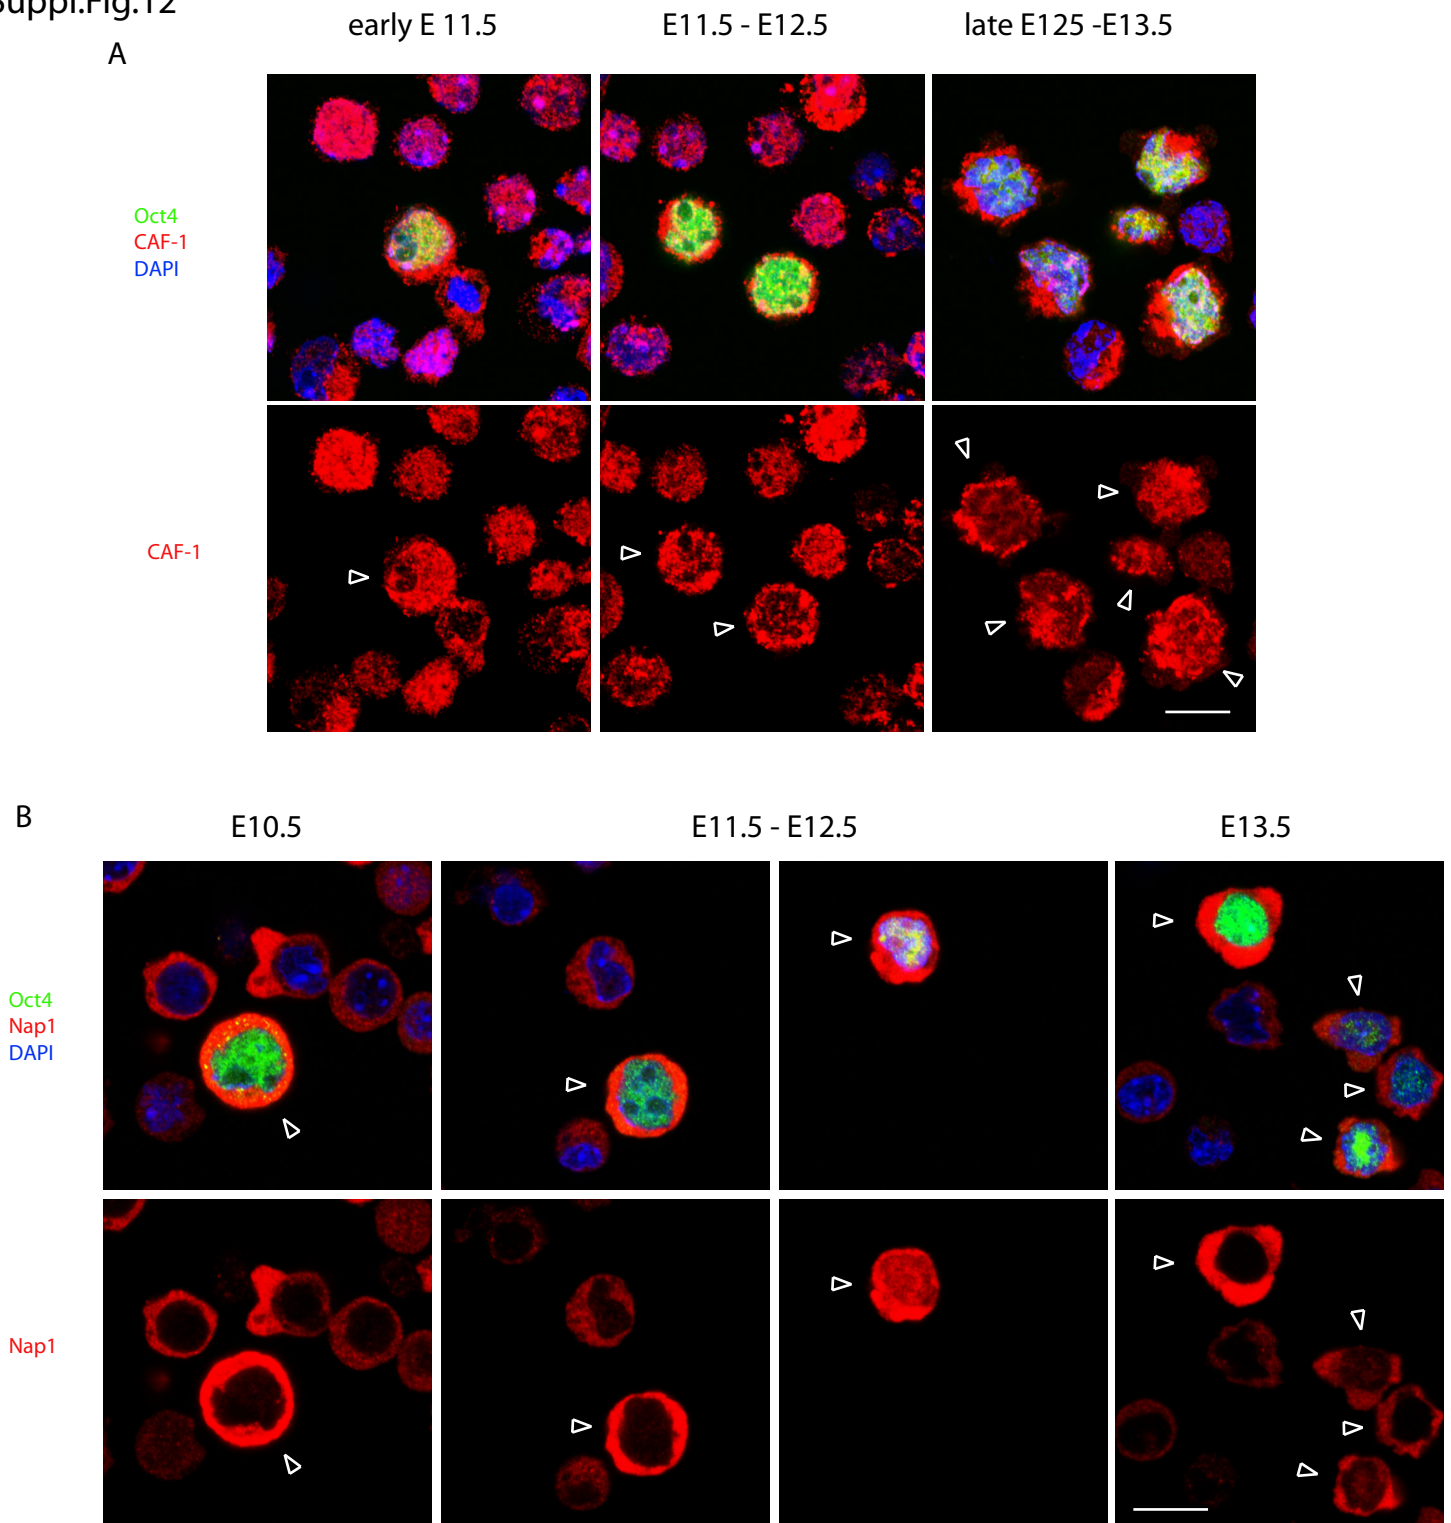 Suppl.Fig.12
early E 11.5
E11.5 - E12.5
late E125 -E13.5
A
Oct4
CAF-1
DAPI
CAF-1
B
E10.5
E11.5 - E12.5
E13.5
Oct4
Nap1
DAPI
Nap1